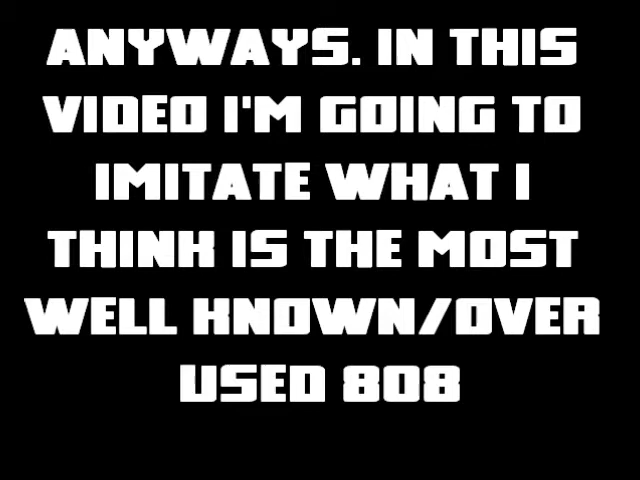 ANYWAYS. IN THIS
VIDEO I'M GOING TO
IMITATE WHAT I
THINK IS THE MOST
WELL KNOWN/OVER
USED 808